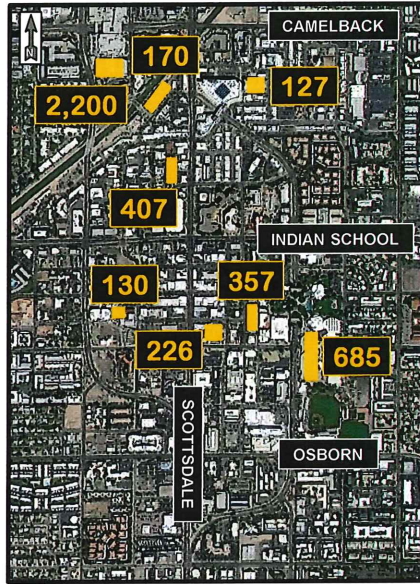 CAMELBACK
N
170
127
2,200
407
INDIAN SCHOOL
130
357
226
685
SCOTTSDALE
OSBORN